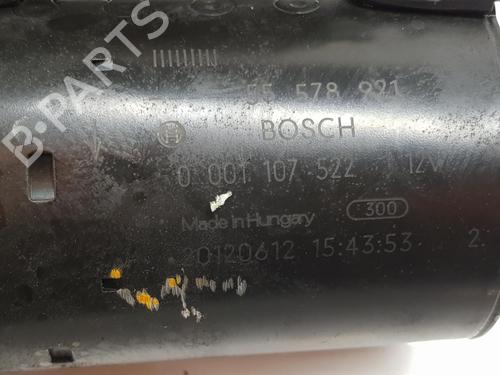 55 578 921
BOSCH
0 001 107 522 12V
Made in Hungary
300
20120612 15:43:53 2.
B-PARTS